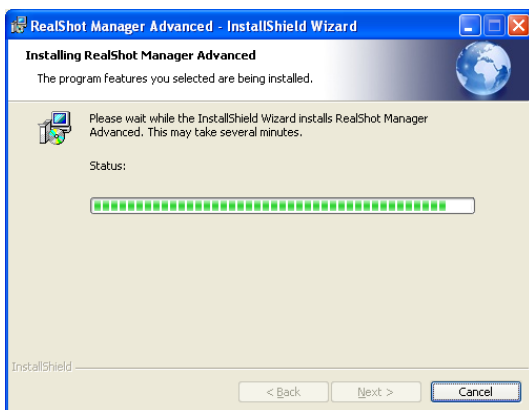 RealShot Manager Advanced - InstallShield Wizard
Installing RealShot Manager Advanced
The program features you selected are being installed.
Please wait while the InstallShield Wizard installs RealShot Manager
Advanced. This may take several minutes.
Status:
InstallShield
< Back Next > Cancel